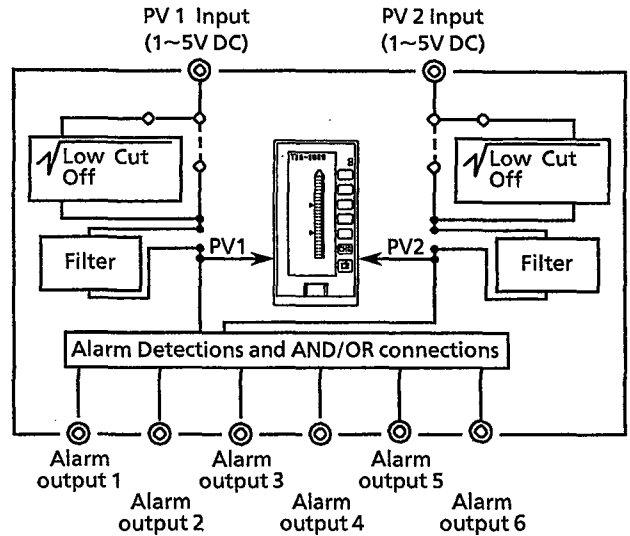 PV 1 Input
(1~5V DC)
PV 2 Input
(1~5V DC)
√Low Cut
Off
√Low Cut
Off
Filter
PV1
PV2
Filter
Alarm Detections and AND/OR connections
Alarm
output 1
Alarm
output 2
Alarm
output 3
Alarm
output 4
Alarm
output 5
Alarm
output 6